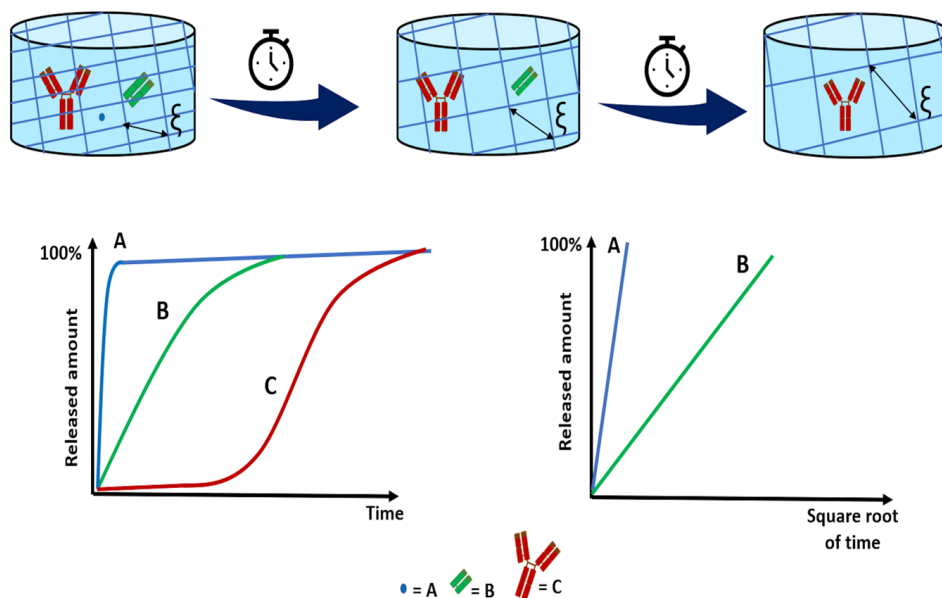 ξ
ξ
ξ
100%
A
B
C
Released amount
Time
100%
A
B
Released amount
Square root
of time
= A
= B
= C